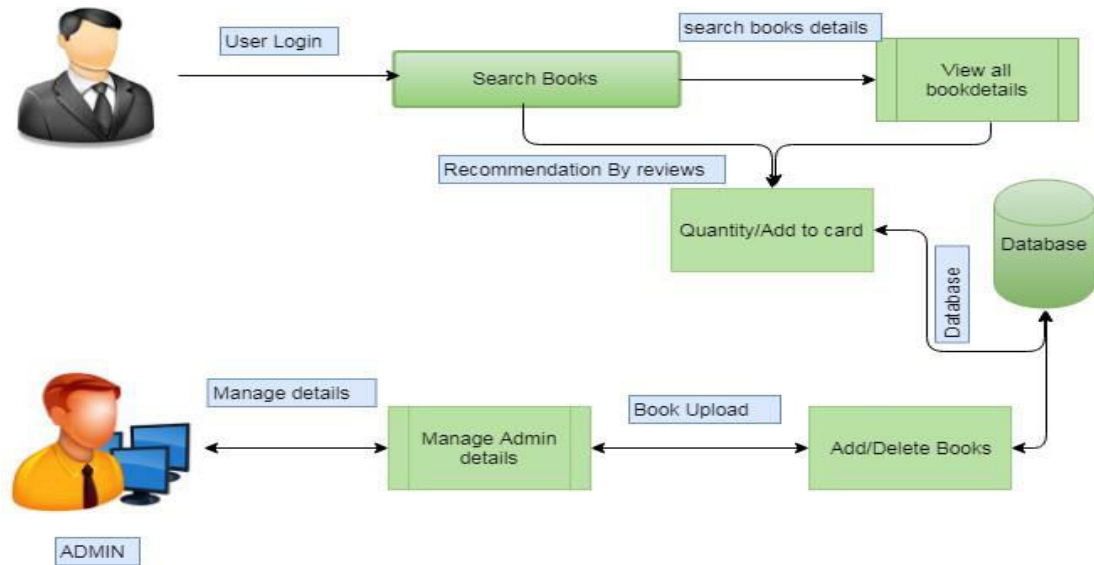 User Login
search books details
Search Books
View all
bookdetails
Recommendation By reviews
Quantity/Add to card
Database
Database
Manage details
Book Upload
Manage Admin
details
Add/Delete Books
ADMIN